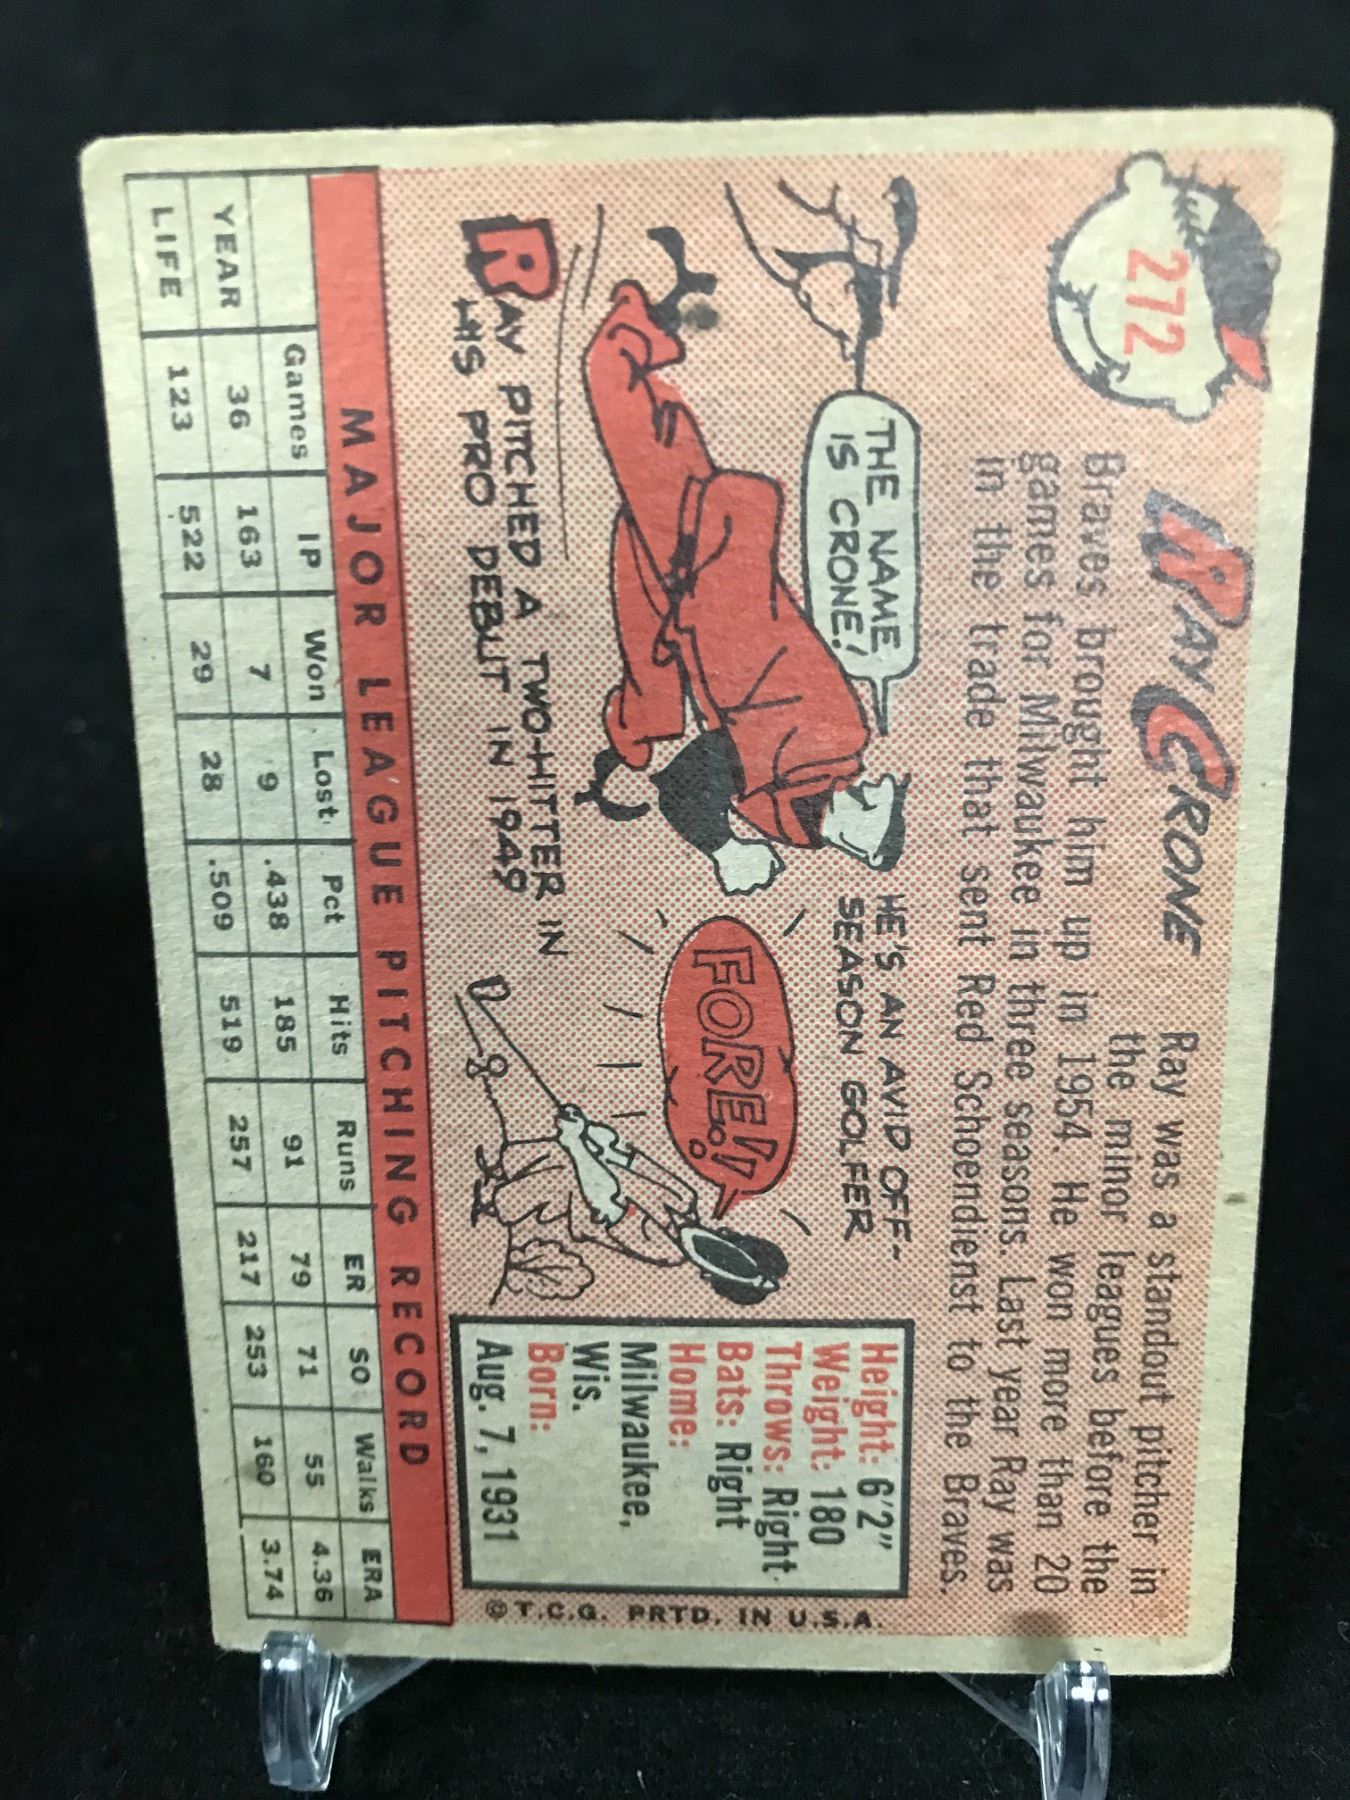 272
RAY CRONE
Ray was a standout pitcher in
the minor leagues before the
Braves brought him up in 1954. He won more than 20
games for Milwaukee in three seasons. Last year Ray was
in the trade that sent Red Schoendienst to the Braves.
THE NAME
IS CRONE!
RAY PITCHED A TWO-HITTER IN
HIS PRO DEBUT IN 1949
HE'S AN AVID OFF-
SEASON GOLFER
FORE!!
Height: 6'2"
Weight: 180
Throws: Right
Bats: Right
Home:
Milwaukee,
Wis.
Born:
Aug. 7, 1931
© T.C.G. PRTD. IN U.S.A.
MAJOR LEAGUE PITCHING RECORD
Games IP Won Lost Pct Hits Runs ER SO Walks ERA
YEAR 36 163 7 9 .438 185 91 79 71 55 4.36
LIFE 123 522 29 28 .509 519 257 217 253 160 3.74